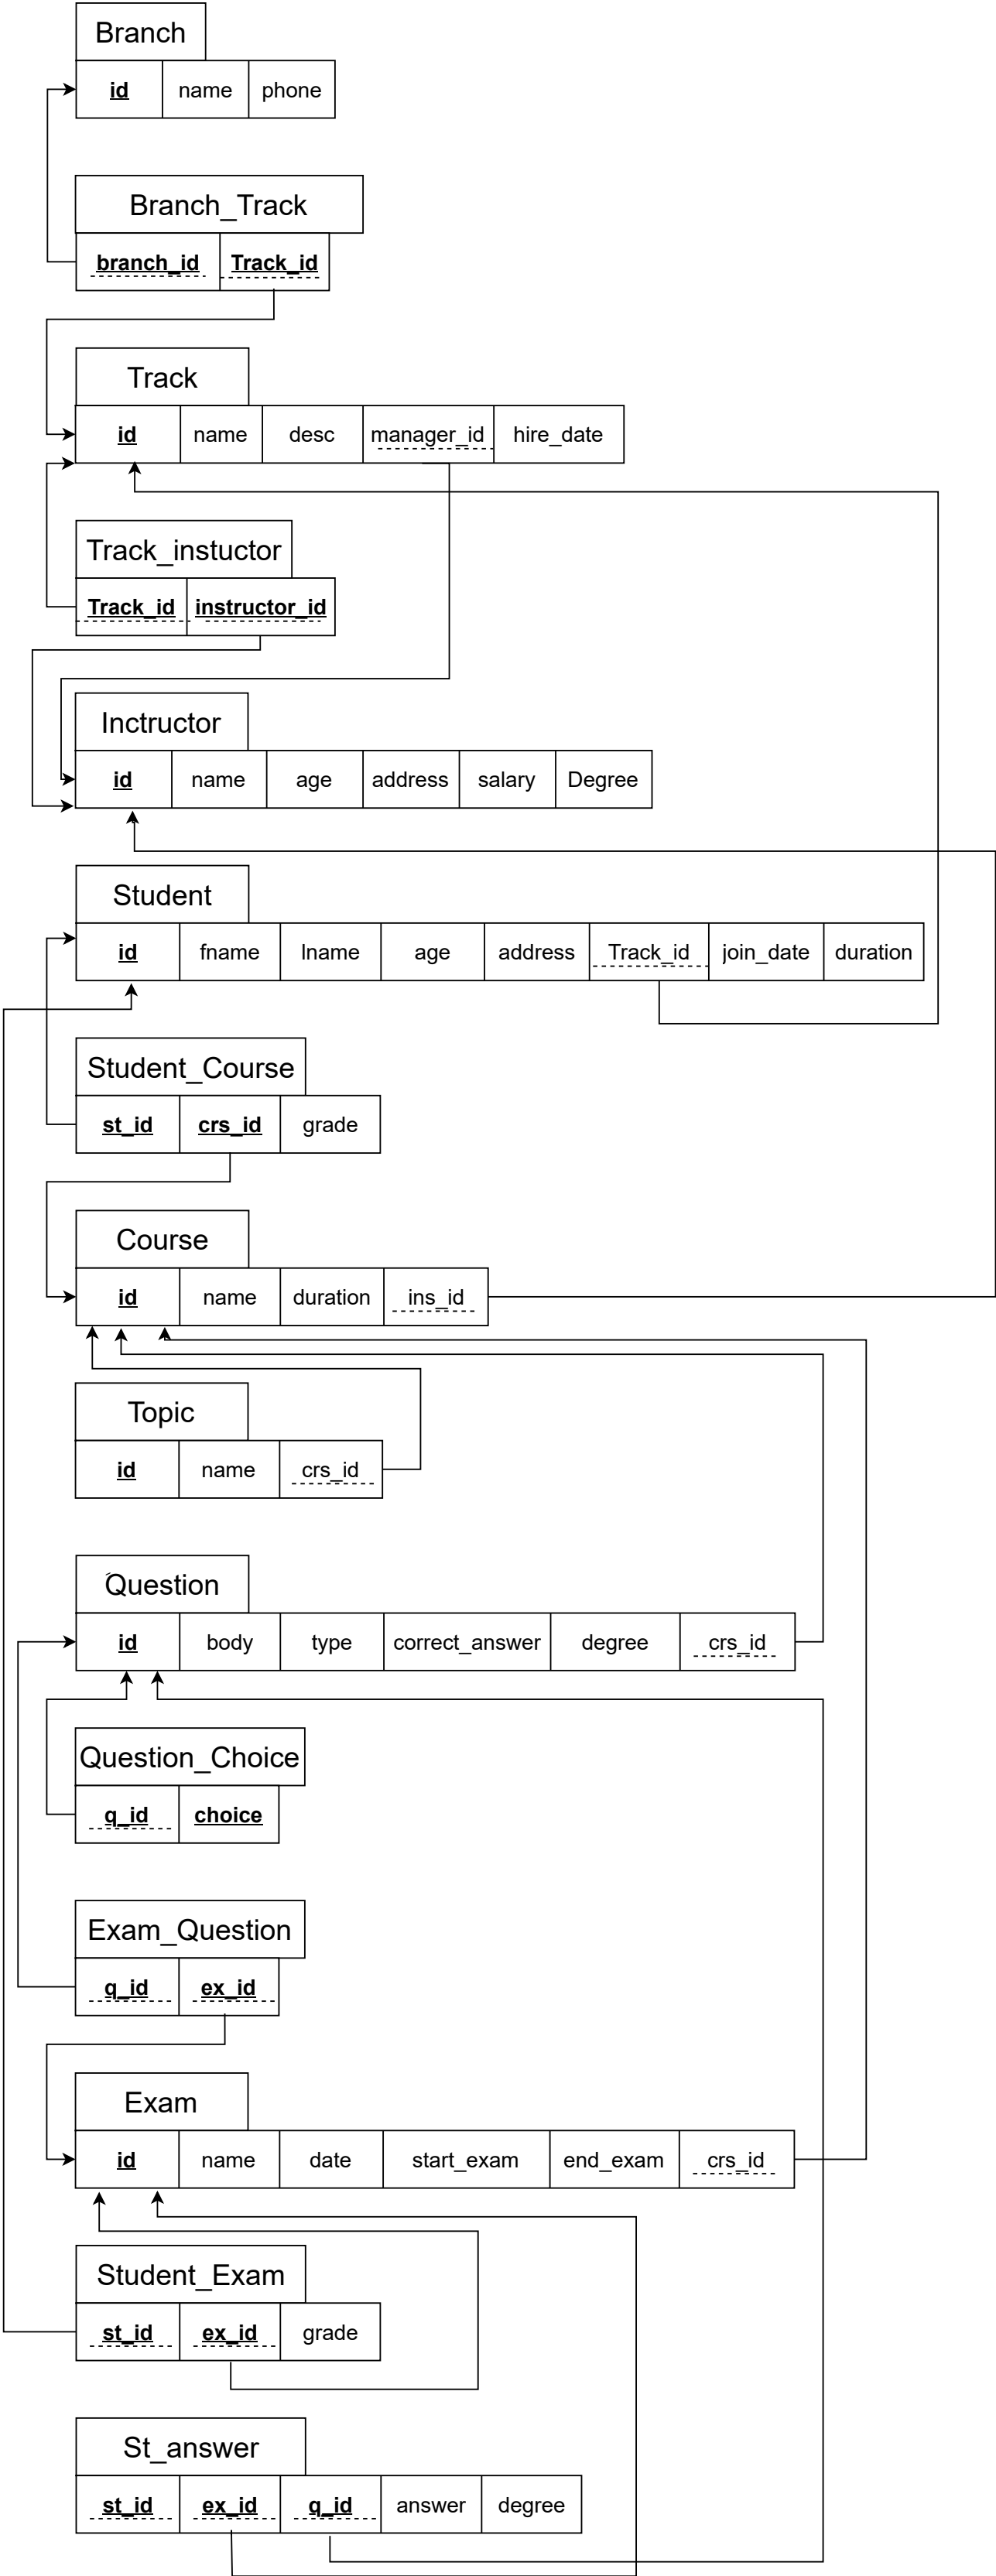 Branch
id name phone
Branch_Track
branch_id Track_id
Track
id name desc manager_id hire_date
Track_instuctor
Track_id instructor_id
Inctructor
id name age address salary Degree
Student
id fname lname age address Track_id join_date duration
Student_Course
st_id crs_id grade
Course
id name duration ins_id
Topic
id name crs_id
Question
id body type correct_answer degree crs_id
Question_Choice
q_id choice
Exam_Question
q_id ex_id
Exam
id name date start_exam end_exam crs_id
Student_Exam
st_id ex_id grade
St_answer
st_id ex_id q_id answer degree